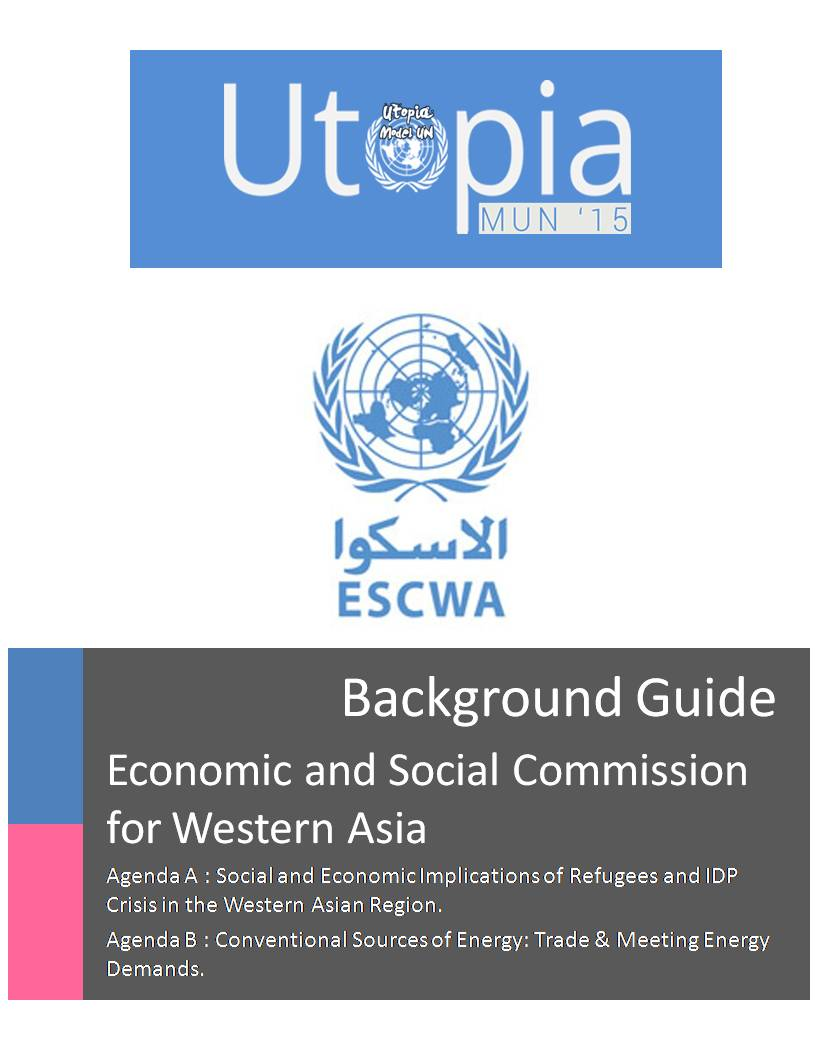 Utopia
Utopia
Model UN
MUN ‘15
الاسكوا
ESCWA
Background Guide
Economic and Social Commission
for Western Asia
Agenda A : Social and Economic Implications of Refugees and IDP
Crisis in the Western Asian Region.
Agenda B : Conventional Sources of Energy: Trade & Meeting Energy
Demands.